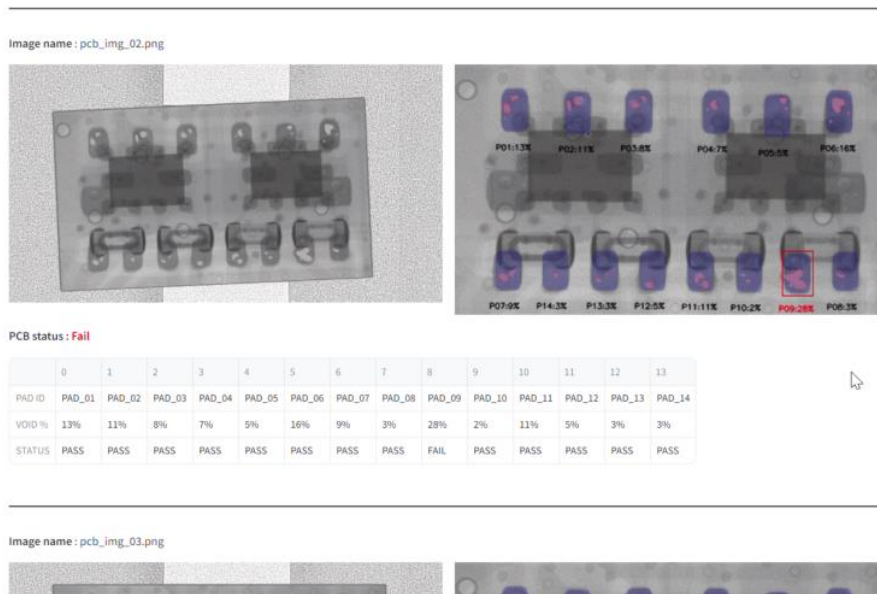 Image name : pcb_img_02.png
P01:13% P02:11% P03:8% P04:7% P05:5% P06:16%
P07:9% P14:3% P13:3% P12:5% P11:11% P10:2% P09:28% P08:3%
PCB status : Fail
0 1 2 3 4 5 6 7 8 9 10 11 12 13
PAD ID PAD_01 PAD_02 PAD_03 PAD_04 PAD_05 PAD_06 PAD_07 PAD_08 PAD_09 PAD_10 PAD_11 PAD_12 PAD_13 PAD_14
VOID % 13% 11% 8% 7% 5% 16% 9% 3% 28% 2% 11% 5% 3% 3%
STATUS PASS PASS PASS PASS PASS PASS PASS PASS FAIL PASS PASS PASS PASS PASS
Image name : pcb_img_03.png